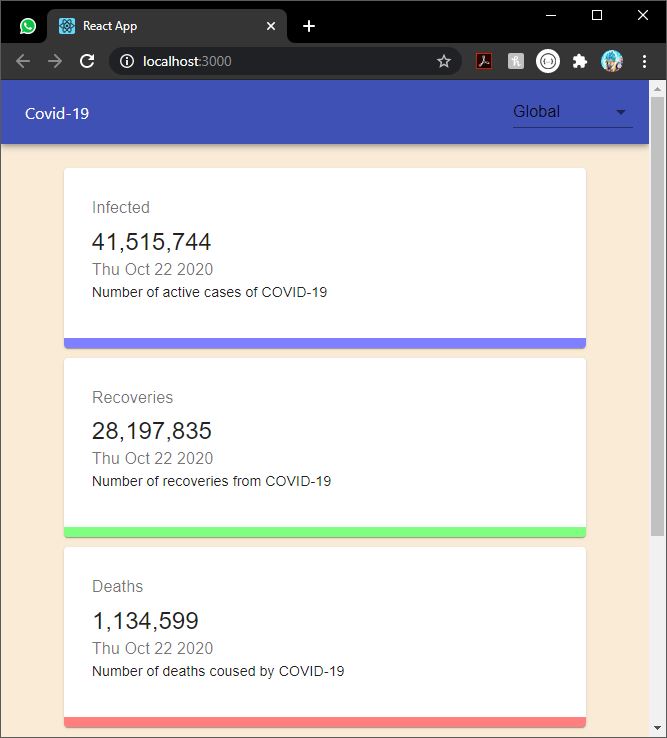 React App
localhost:3000
Covid-19
Global
Infected
41,515,744
Thu Oct 22 2020
Number of active cases of COVID-19
Recoveries
28,197,835
Thu Oct 22 2020
Number of recoveries from COVID-19
Deaths
1,134,599
Thu Oct 22 2020
Number of deaths coused by COVID-19